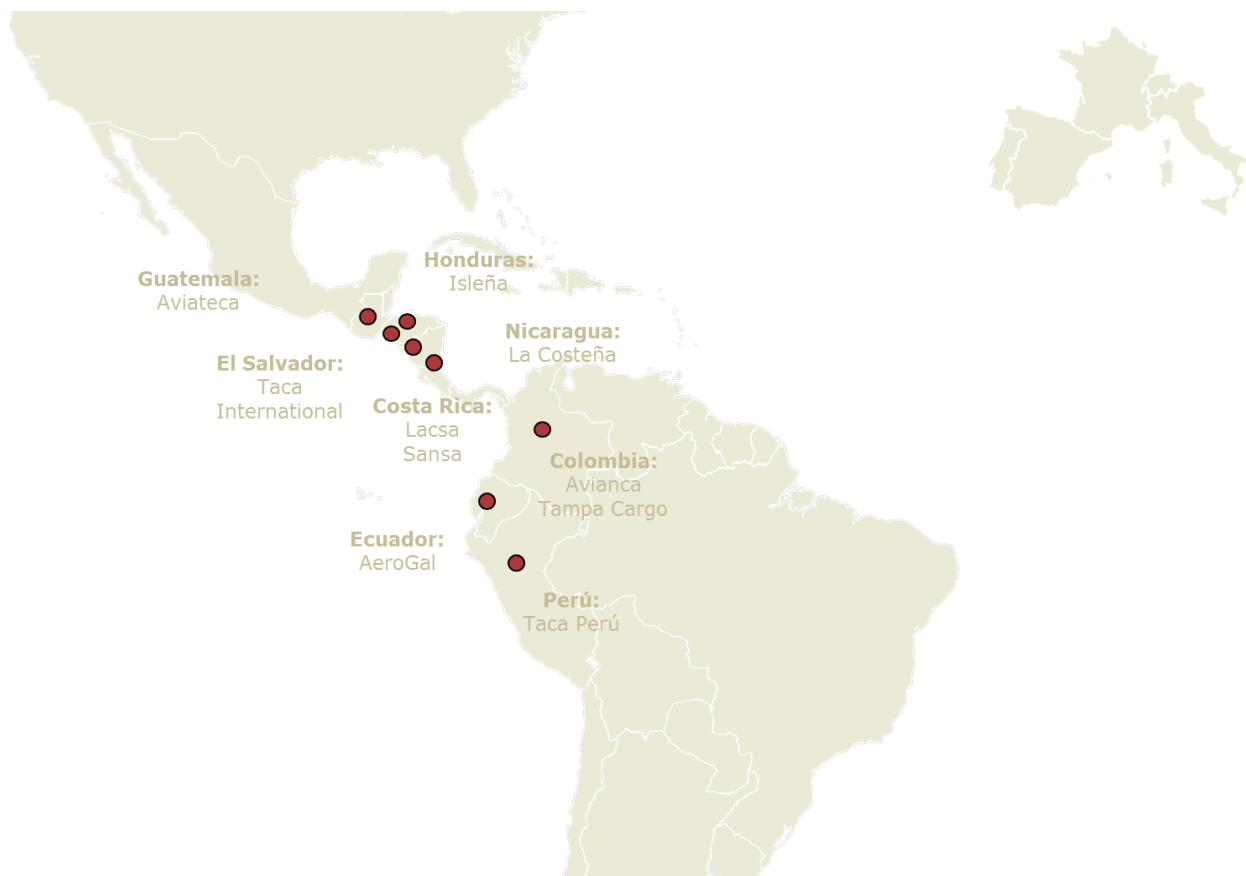 Honduras:
Isleña
Guatemala:
Aviateca
Nicaragua:
La Costeña
El Salvador:
Taca
International
Costa Rica:
Lacsa
Sansa
Colombia:
Avianca
Tampa Cargo
Ecuador:
AeroGal
Perú:
Taca Perú